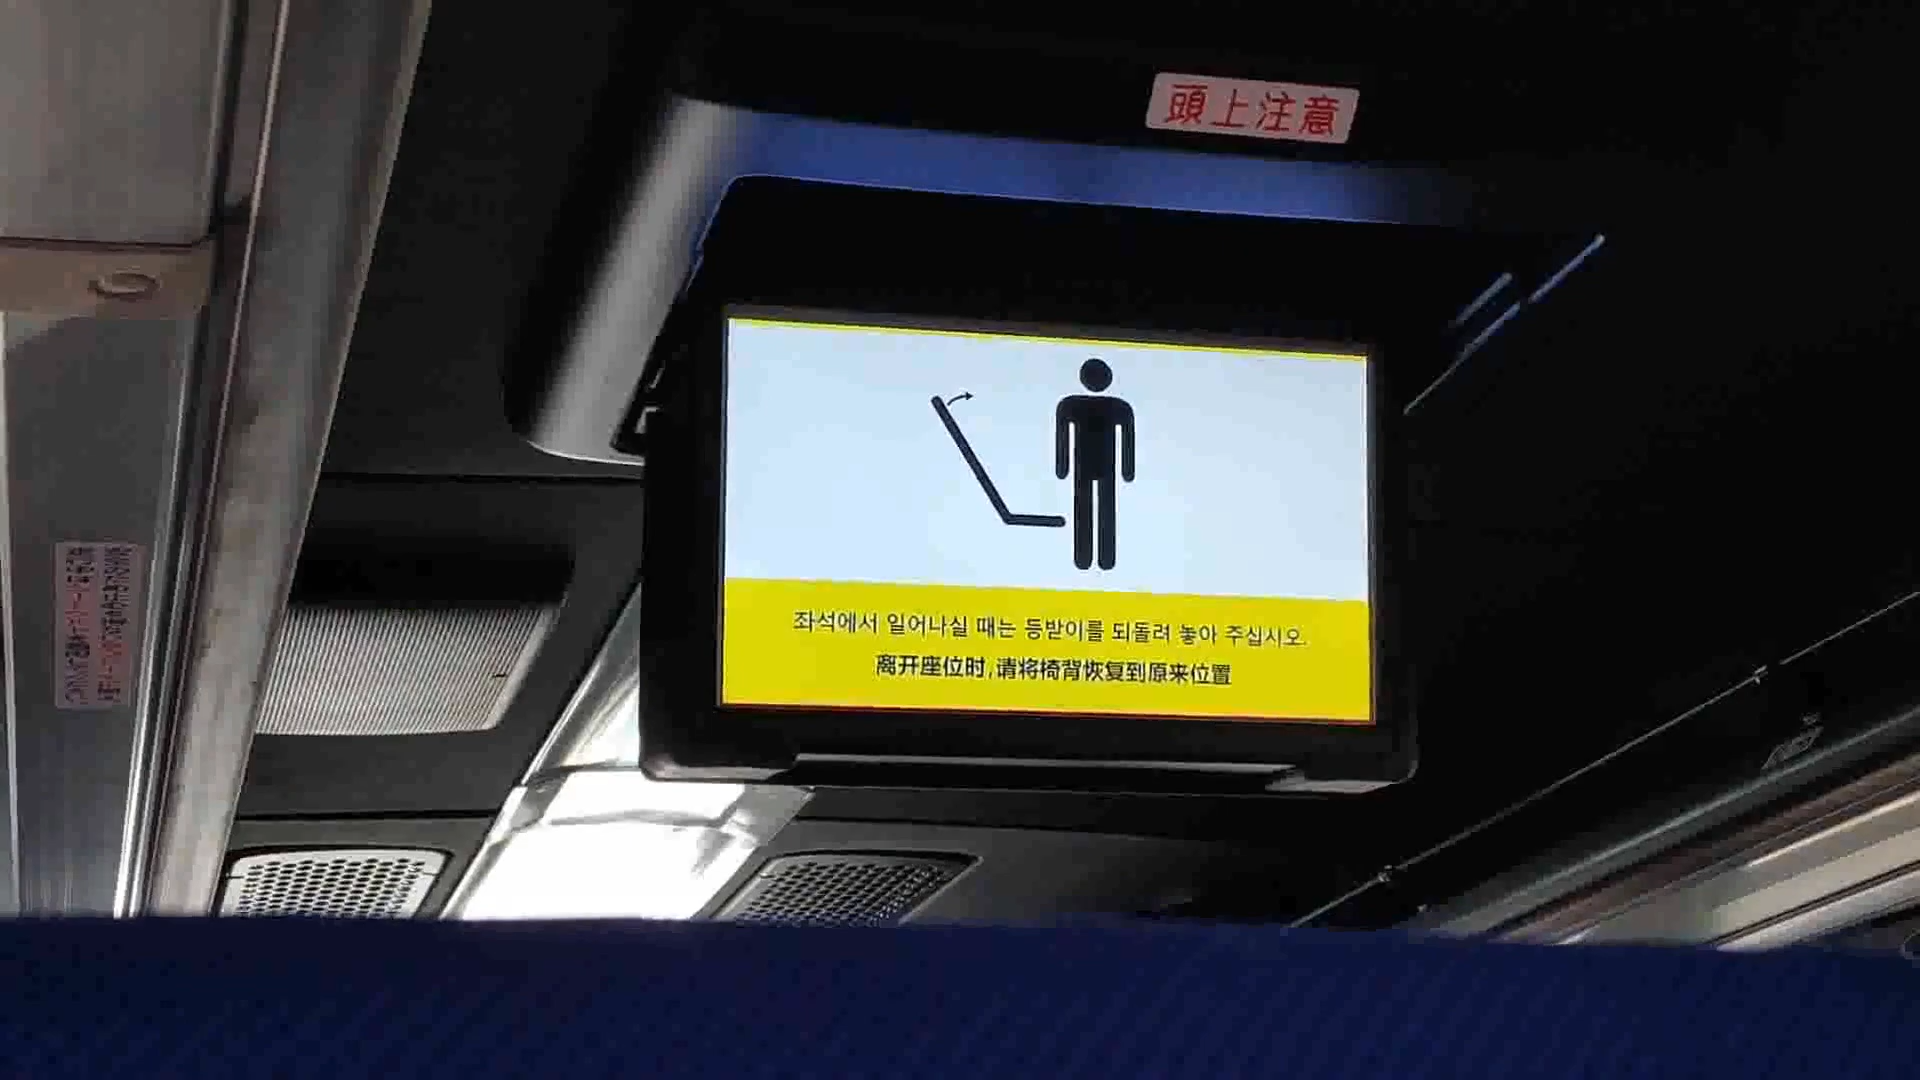 頭上注意
좌석에서 일어나실 때는 등받이를 되돌려 놓아 주십시오.
离开座位时,请将椅背恢复到原来位置